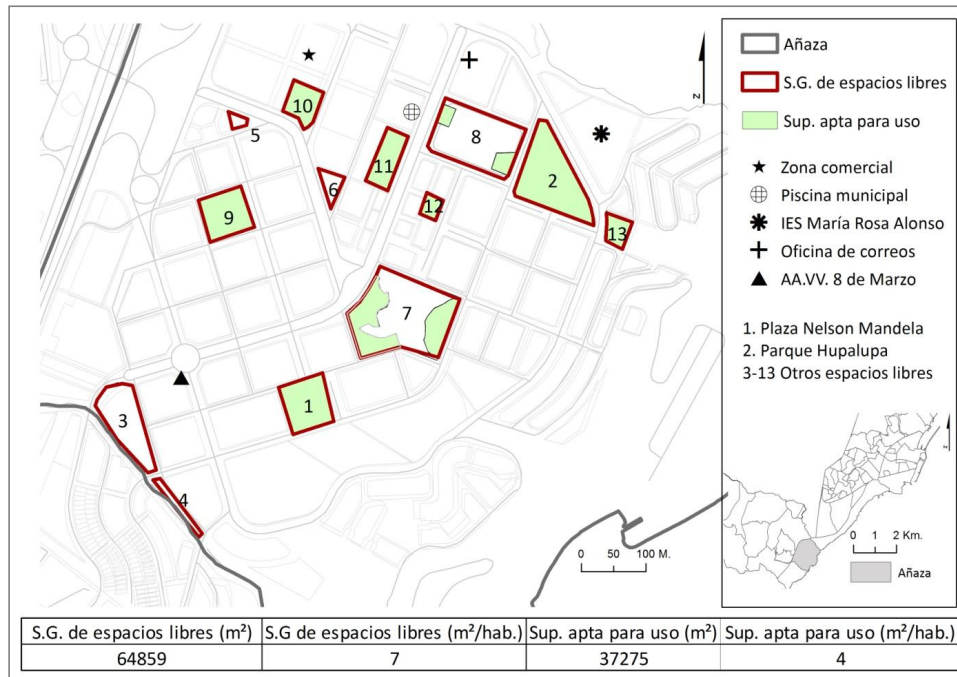 10
5
11
8
2
6
9
12
13
7
1
3
4
0 50 100 M.
N
Añaza
S.G. de espacios libres
Sup. apta para uso
Zona comercial
Piscina municipal
IES María Rosa Alonso
Oficina de correos
AA.VV. 8 de Marzo
1. Plaza Nelson Mandela
2. Parque Hupalupa
3-13 Otros espacios libres
N
0 1 2 Km.
Añaza
S.G. de espacios libres (m²) S.G de espacios libres (m²/hab.) Sup. apta para uso (m²) Sup. apta para uso (m²/hab.)
64859 7 37275 4